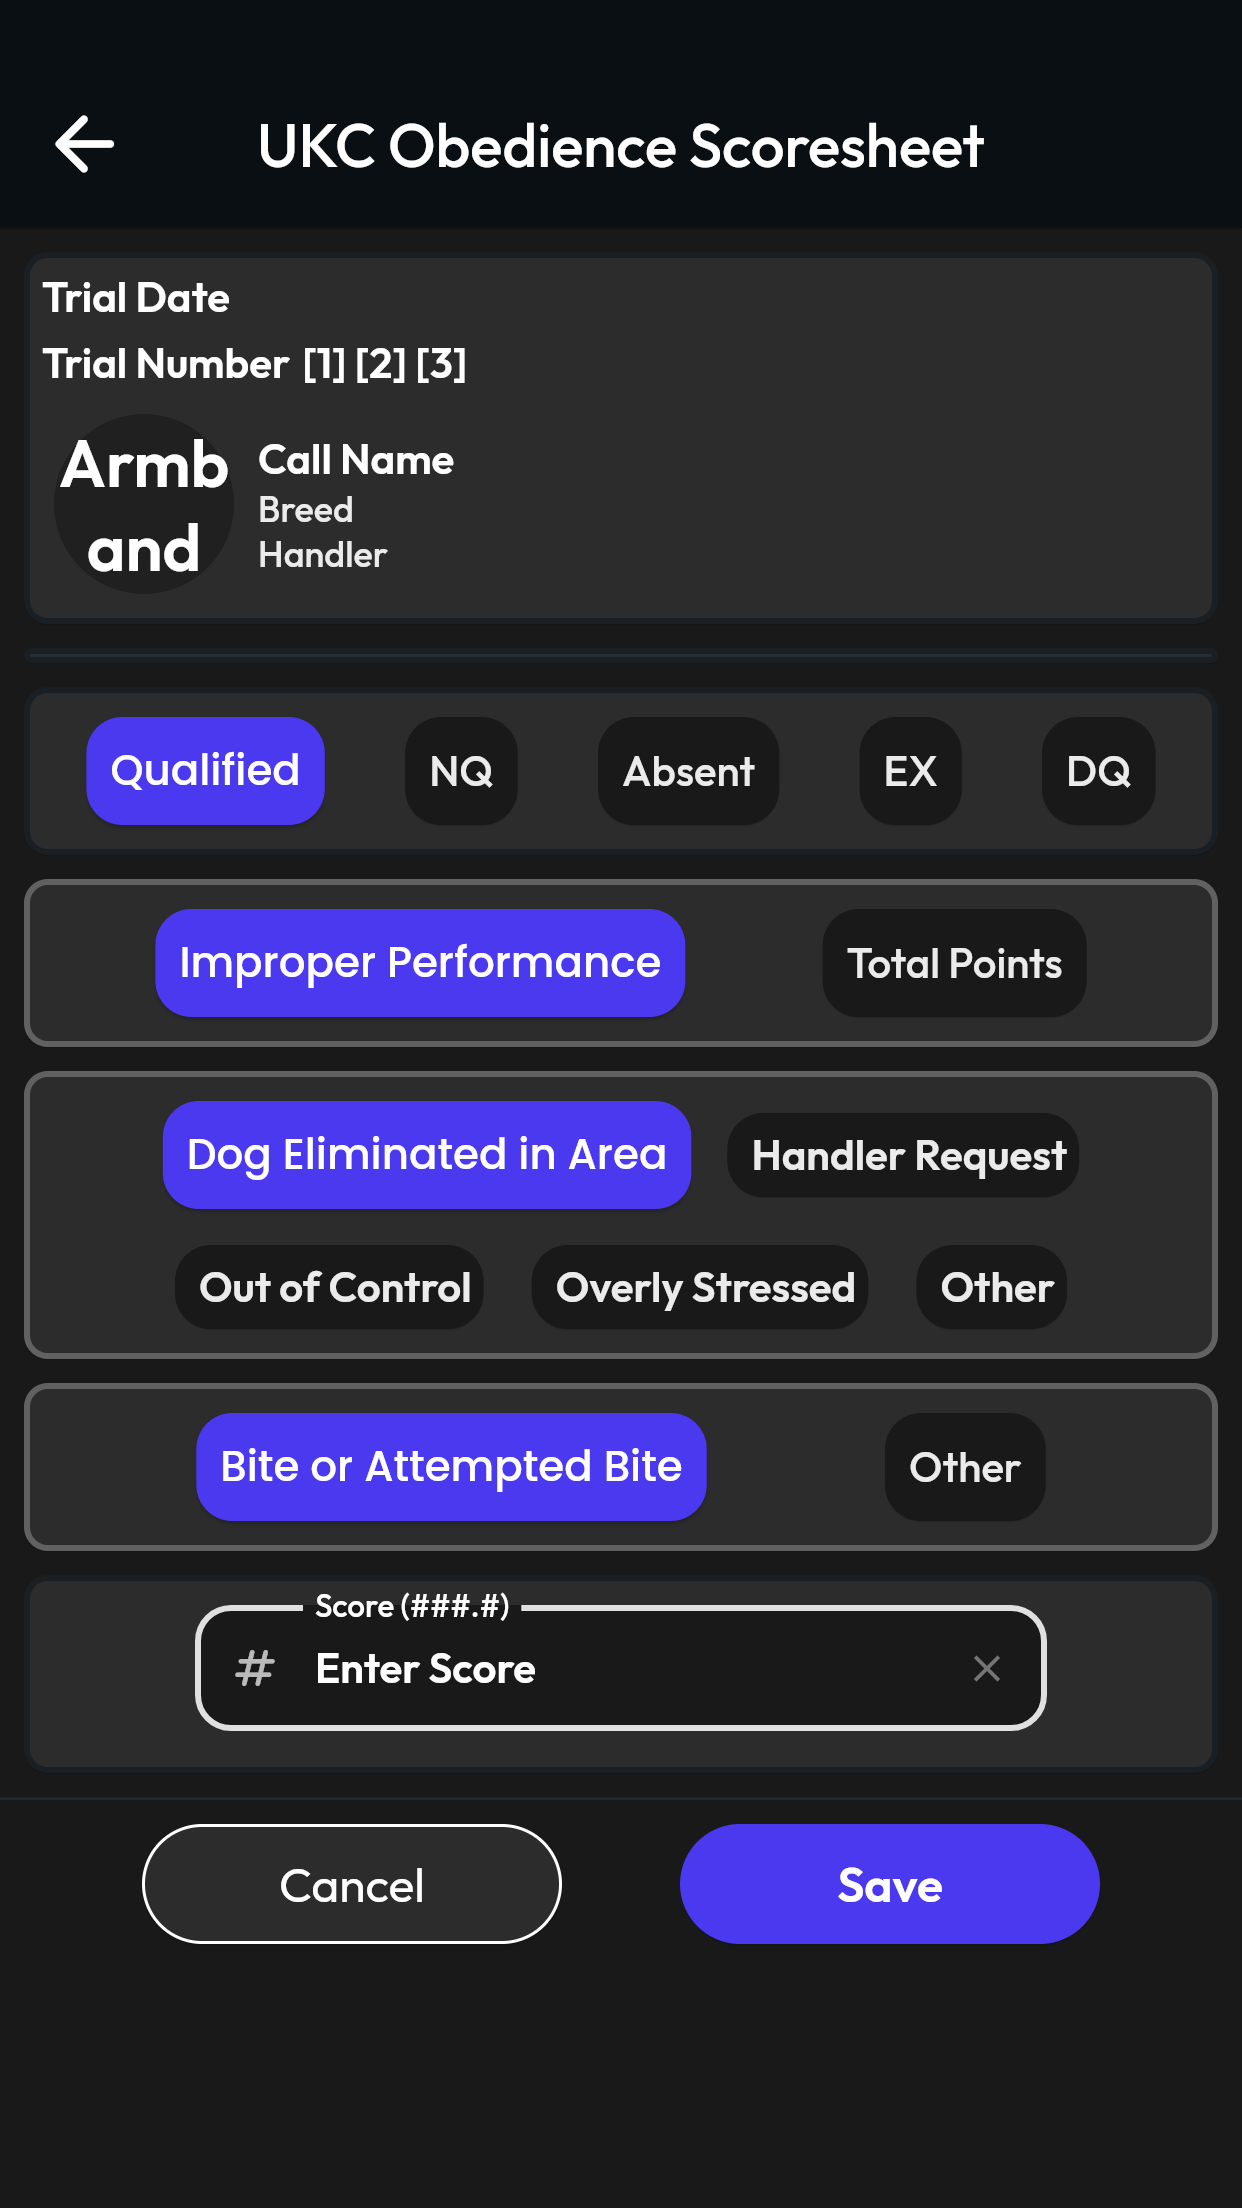 UKC Obedience Scoresheet
Trial Date
Trial Number [1] [2] [3]
Armb
and
Call Name
Breed
Handler
Qualified NQ Absent EX DQ
Improper Performance Total Points
Dog Eliminated in Area Handler Request
Out of Control Overly Stressed Other
Bite or Attempted Bite Other
Score (###.#)
# Enter Score
Cancel Save